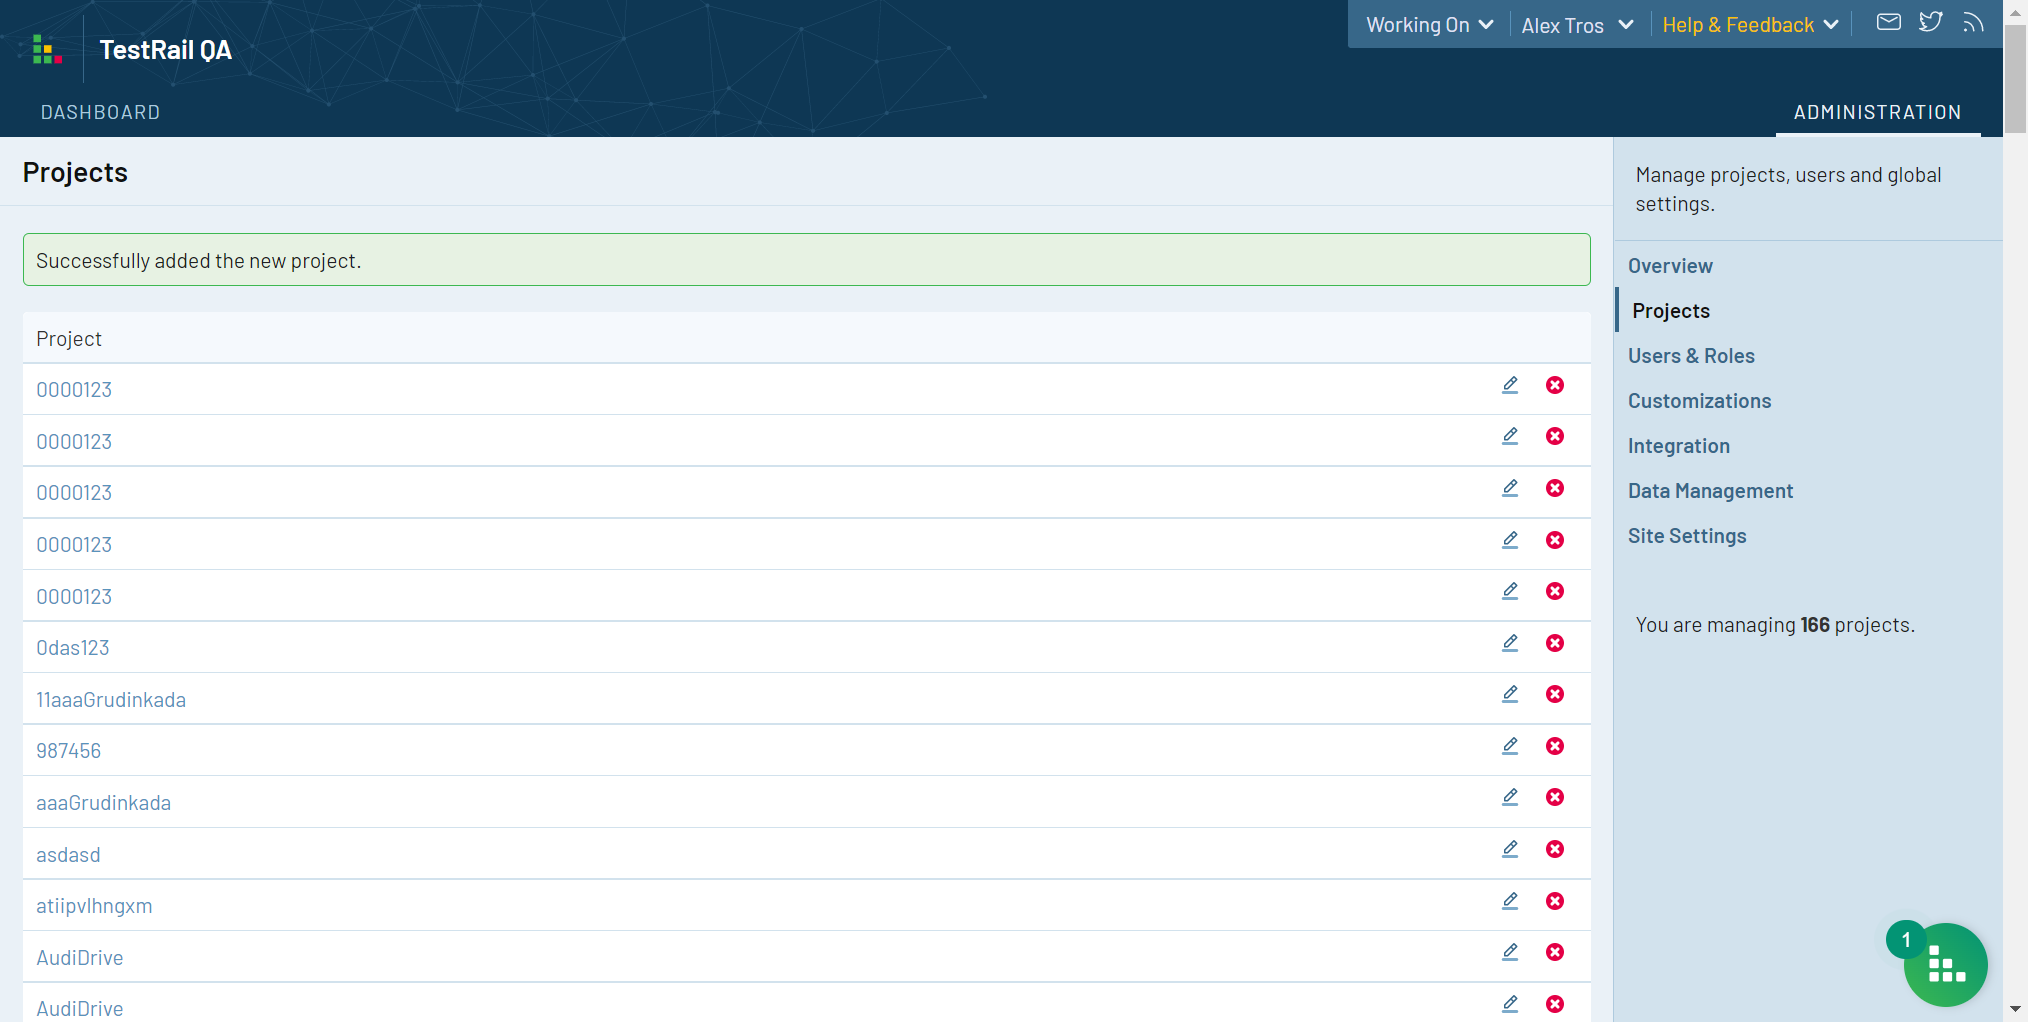 TestRail QA
Working On
Alex Tros
Help & Feedback
DASHBOARD
ADMINISTRATION
Projects
Successfully added the new project.
Project
0000123
0000123
0000123
0000123
0000123
0das123
11aaaGrudinkada
987456
aaaGrudinkada
asdasd
atiipvlhngxm
AudiDrive
AudiDrive
Manage projects, users and global
settings.
Overview
Projects
Users & Roles
Customizations
Integration
Data Management
Site Settings
You are managing 166 projects.
1